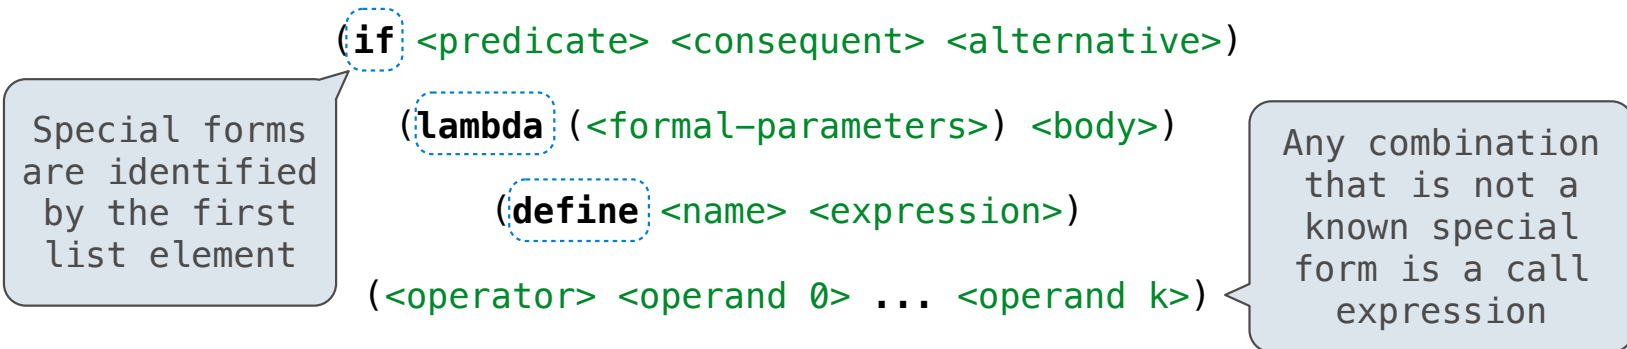 (if <predicate> <consequent> <alternative>)
Special forms
are identified
by the first
list element
(lambda (<formal-parameters>) <body>)
(define <name> <expression>)
(<operator> <operand 0> ... <operand k>)
Any combination
that is not a
known special
form is a call
expression